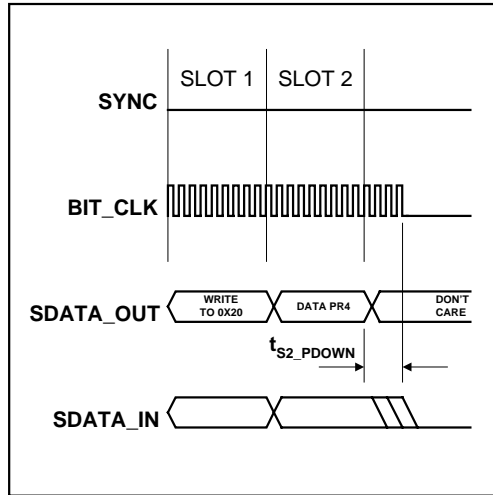 SLOT 1 SLOT 2
SYNC
BIT_CLK
SDATA_OUT
WRITE
TO 0X20
DATA PR4
DON'T
CARE
tS2_PDOWN
SDATA_IN